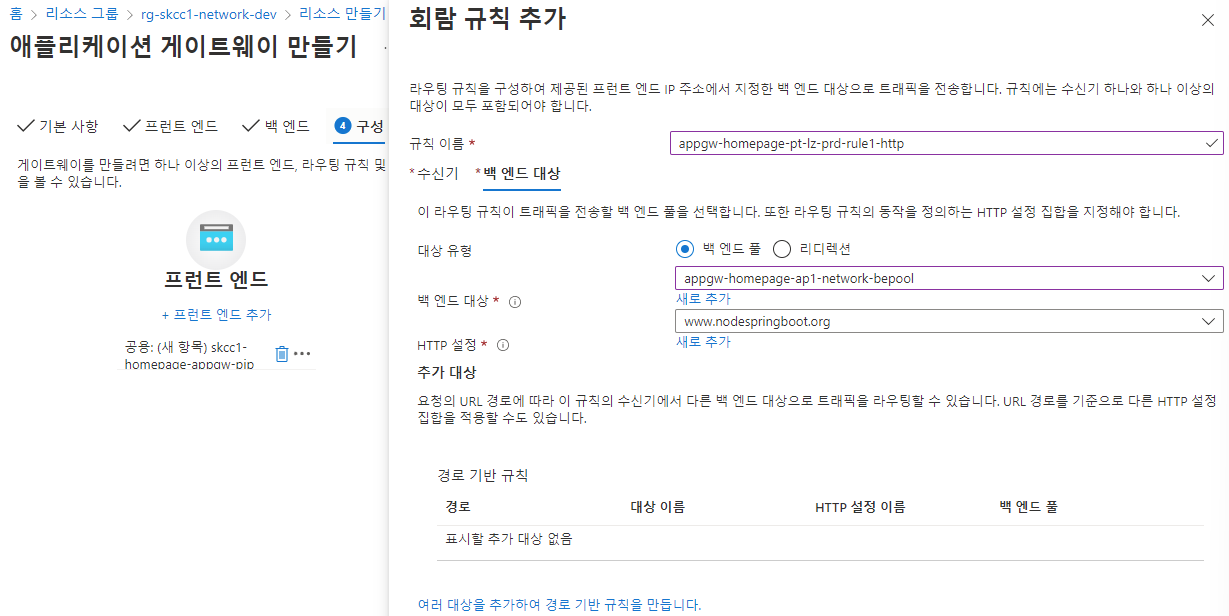 홈 > 리소스 그룹 > rg-skcc1-network-dev > 리소스 만들기
애플리케이션 게이트웨이 만들기
기본 사항 프런트 엔드 백 엔드 4 구성
게이트웨이를 만들려면 하나 이상의 프런트 엔드, 라우팅 규칙 및
을 볼 수 있습니다.
프런트 엔드
+ 프런트 엔드 추가
공용: (새 항목) skcc1-
homepage-appgw-pip
회람 규칙 추가
라우팅 규칙을 구성하여 제공된 프런트 엔드 IP 주소에서 지정한 백 엔드 대상으로 트래픽을 전송합니다. 규칙에는 수신기 하나와 하나 이상의
대상이 모두 포함되어야 합니다.
규칙 이름 * appgw-homepage-pt-lz-prd-rule1-http
* 수신기 * 백 엔드 대상
이 라우팅 규칙이 트래픽을 전송할 백 엔드 풀을 선택합니다. 또한 라우팅 규칙의 동작을 정의하는 HTTP 설정 집합을 지정해야 합니다.
대상 유형 백 엔드 풀 리디렉션
appgw-homepage-ap1-network-bepool
백 엔드 대상 * 새로 추가
www.nodespringboot.org
HTTP 설정 * 새로 추가
추가 대상
요청의 URL 경로에 따라 이 규칙의 수신기에서 다른 백 엔드 대상으로 트래픽을 라우팅할 수 있습니다. URL 경로를 기준으로 다른 HTTP 설정
집합을 적용할 수도 있습니다.
경로 기반 규칙
경로 대상 이름 HTTP 설정 이름 백 엔드 풀
표시할 추가 대상 없음
여러 대상을 추가하여 경로 기반 규칙을 만듭니다.